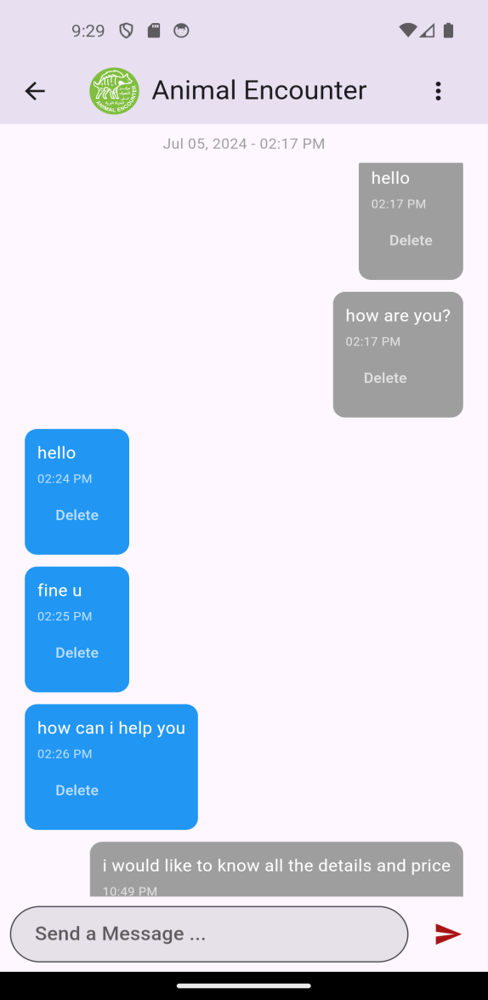 9:29
Animal Encounter
ANIMAL ENCOUNTER
Jul 05, 2024 - 02:17 PM
hello
02:17 PM
Delete
how are you?
02:17 PM
Delete
hello
02:24 PM
Delete
fine u
02:25 PM
Delete
how can i help you
02:26 PM
Delete
i would like to know all the details and price
10:49 PM
Send a Message ...